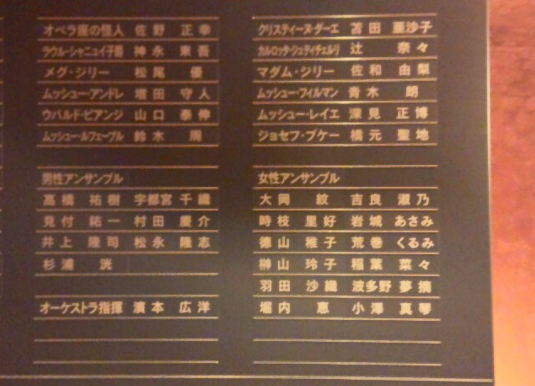 オペラ座の怪人 佐野 正幸
ラウル・シャニュイ子爵 神永 東吾
メグ・ジリー 松尾 優
ムッシュー・アンドレ 増田 守人
ウバルド・ピアンジ 山口 泰伸
ムッシュー・ルフェーブル 鈴木 周
男性アンサンブル
高橋 祐樹 宇都宮 千織
見付 祐一 村田 慶介
井上 隆司 松永 隆志
杉浦 洸
オーケストラ指揮 濱本 広洋
クリスティーヌ・ダーエ 苫田 亜沙子
カルロッタ・ジュディチェルリ 辻 奈々
マダム・ジリー 佐和 由梨
ムッシュー・フィルマン 青木 朗
ムッシュー・レイエ 深見 正博
ジョセフ・ブケー 橋元 聖地
女性アンサンブル
大岡 紋 吉良 淑乃
時枝 里好 岩城 あさみ
徳山 稚子 荒巻 くるみ
榊山 玲子 稲葉 菜々
羽田 沙織 波多野 夢摘
堀内 恵 小澤 真琴